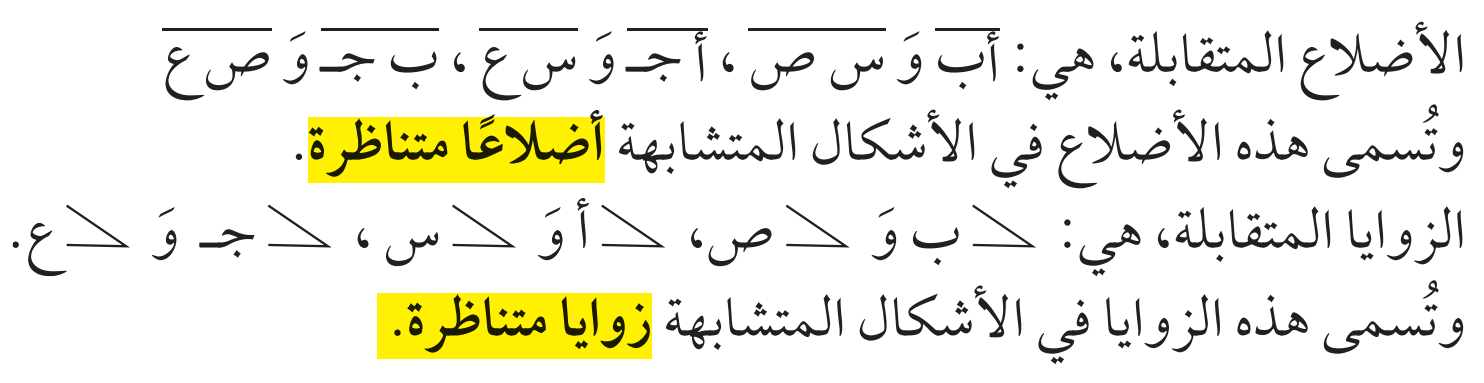 الأضلاع المتقابلة، هي: أب وَ س ص ، أ جـ وَ س ع ، ب جـ وَ ص ع
وتُسمى هذه الأضلاع في الأشكال المتشابهة أضلاعًا متناظرة.
الزوايا المتقابلة، هي: ∠ ب وَ ∠ ص، ∠ أ وَ ∠ س ، ∠ جـ وَ ∠ ع.
وتُسمى هذه الزوايا في الأشكال المتشابهة زوايا متناظرة.